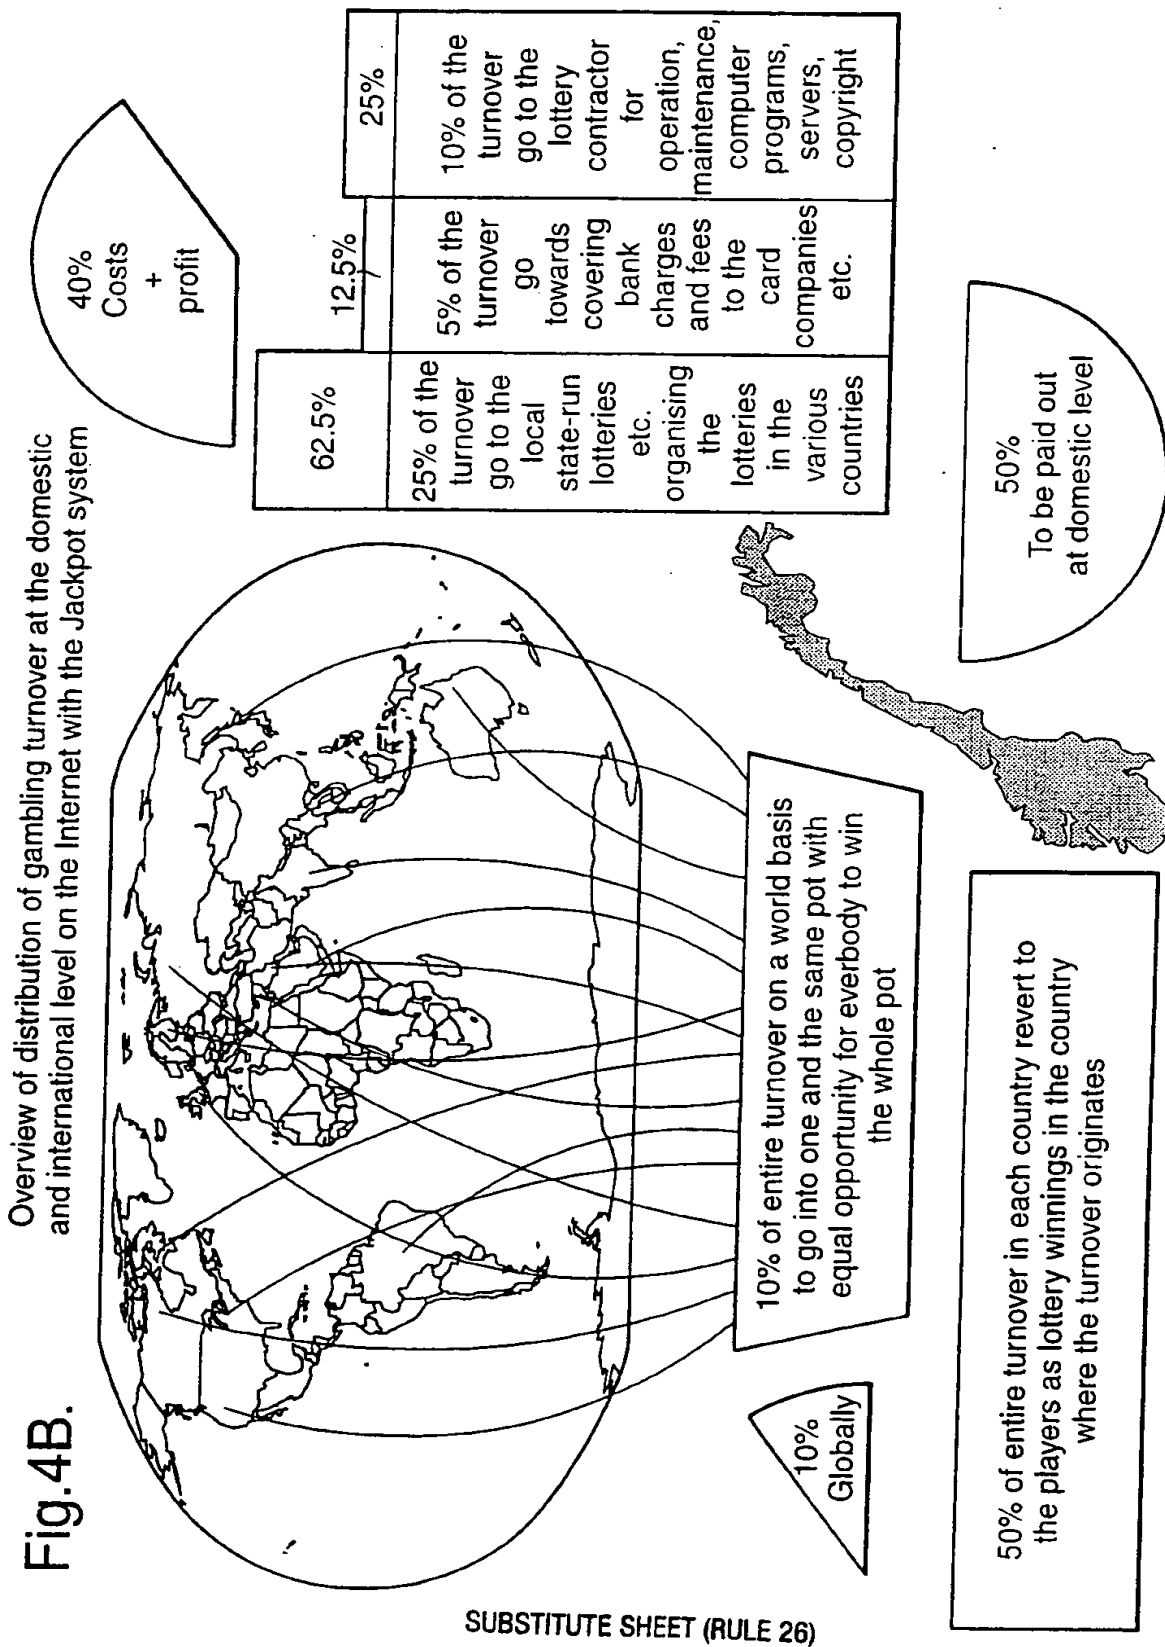 Fig.4B.
Overview of distribution of gambling turnover at the domestic
and international level on the Internet with the Jackpot system
40%
Costs
+
profit
62.5%
12.5%
25%
25% of the
turnover
go to the
local
state-run
lotteries
etc.
organising
the
lotteries
in the
various
countries
5% of the
turnover
go
towards
covering
bank
charges
and fees
to the
card
companies
etc.
10% of the
turnover
go to the
lottery
contractor
for
operation,
maintenance,
computer
programs,
servers,
copyright
10%
Globally
10% of entire turnover on a world basis
to go into one and the same pot with
equal opportunity for everbody to win
the whole pot
50%
To be paid out
at domestic level
50% of entire turnover in each country revert to
the players as lottery winnings in the country
where the turnover originates
SUBSTITUTE SHEET (RULE 26)